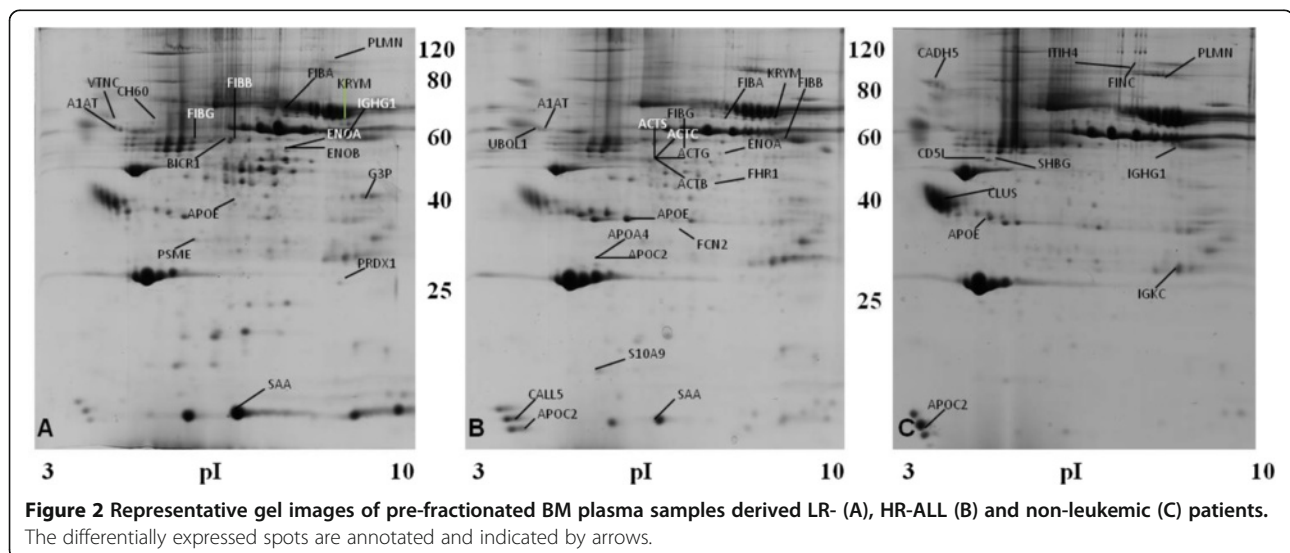 PLMN
VTNC
CH60
FIBB
FIBA
KRYM
A1AT
FIBG
IGHG1
ENOA
BICR1
ENOB
G3P
APOE
PSME
PRDX1
SAA
A
3 pI 10
120
80
60
40
25
KRYM
FIBA
FIBB
A1AT
FIBG
ACTS
ACTC
UBQL1
ACTG
ENOA
ACTB
FHR1
APOE
APOA4
FCN2
APOC2
S10A9
CALL5
SAA
APOC2
B
3 pI 10
120
80
60
40
25
CADH5
ITIH4
PLMN
FINC
CD5L
SHBG
IGHG1
CLUS
APOE
IGKC
APOC2
C
3 pI 10
Figure 2 Representative gel images of pre-fractionated BM plasma samples derived LR- (A), HR-ALL (B) and non-leukemic (C) patients.
The differentially expressed spots are annotated and indicated by arrows.